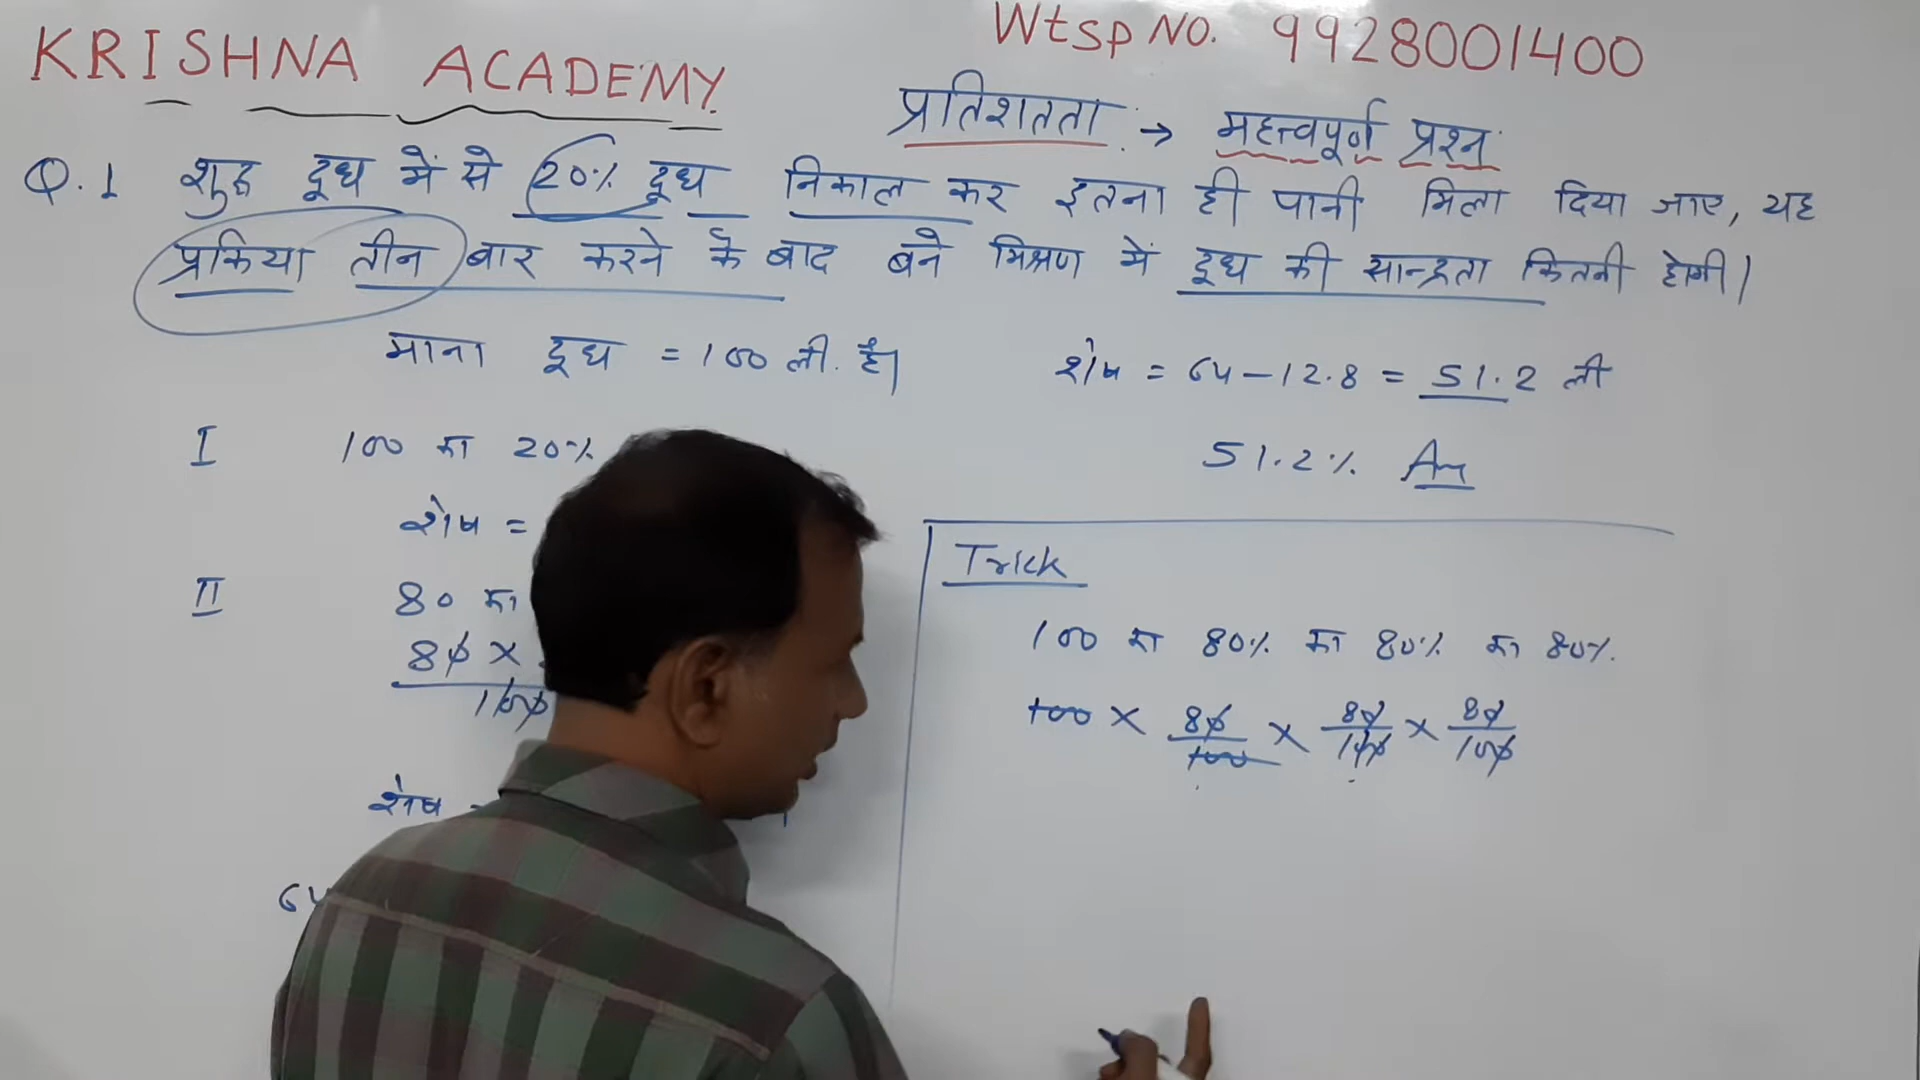 KRISHNA ACADEMY
Wtsp NO. 9928001400
प्रतिशतता → महत्त्वपूर्ण प्रश्न
Q.1 शुद्ध दूध में से 20% दूध निकाल कर इतना ही पानी मिला दिया जाए, यह
प्रक्रिया तीन बार करने के बाद बने मिश्रण में दूध की सान्द्रता कितनी होगी।
माना दूध = 100 ली. है।
I 100 का 20%
शेष =
II 80 का
80 ×
100
शेष
64
शेष = 64 - 12.8 = 51.2 ली
51.2% Ans
Trick
100 का 80% का 80% का 80%
100 × 80/100 × 80/100 × 80/100